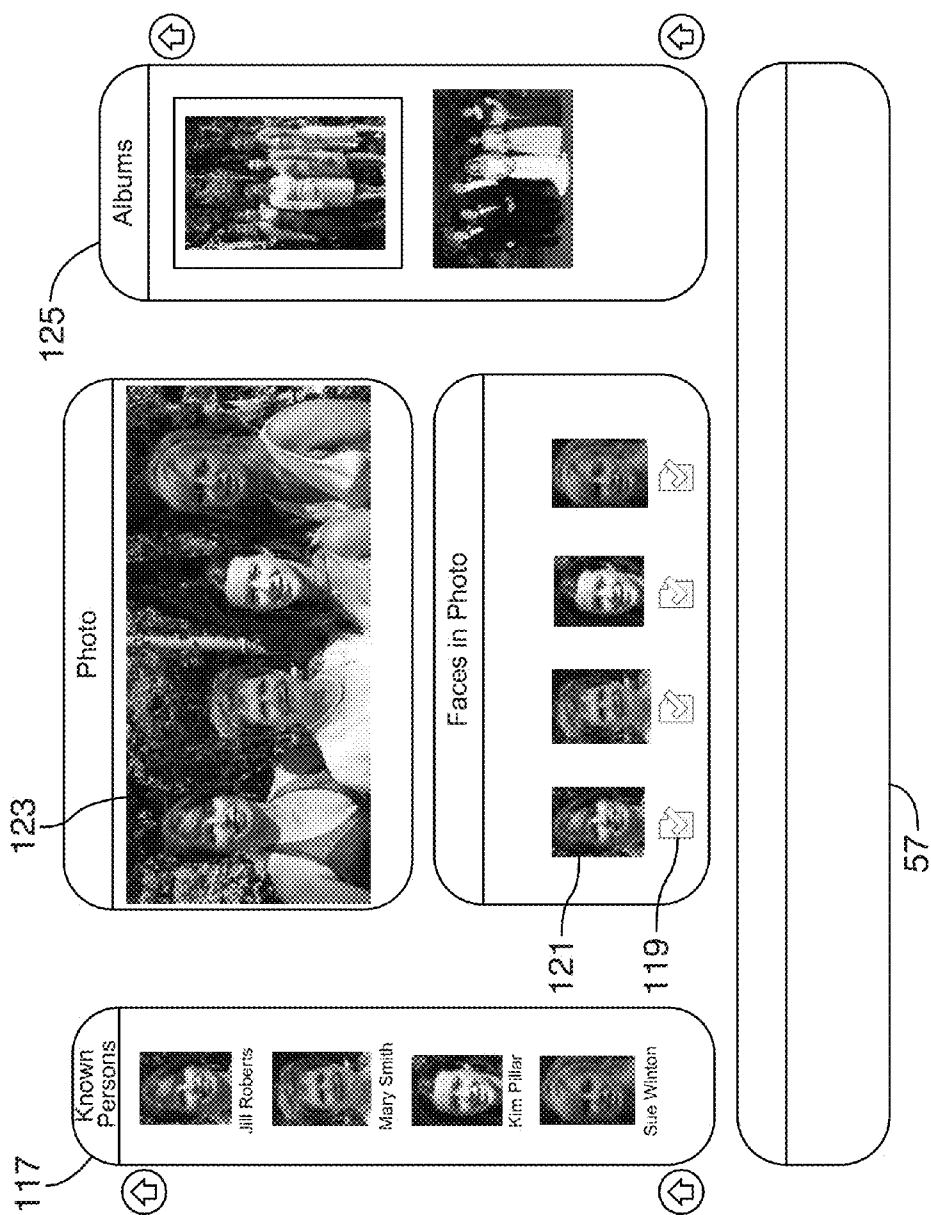 117
Known
Persons
Jill Roberts
Mary Smith
Kim Pillar
Sue Winton
123
Photo
121
119
Faces in Photo
125
Albums
57